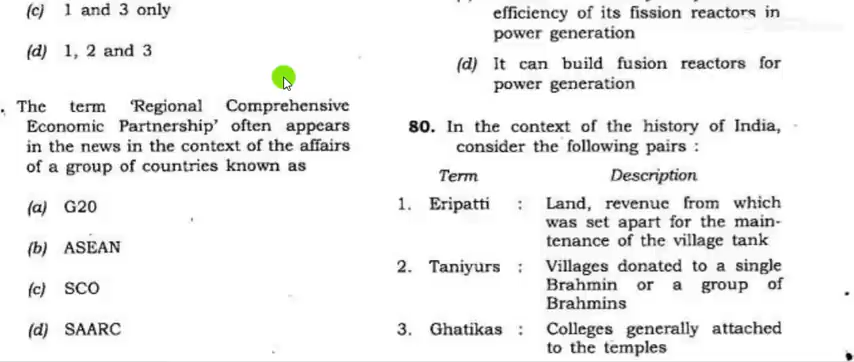 (c) 1 and 3 only
(d) 1, 2 and 3
. The term 'Regional Comprehensive
Economic Partnership' often appears
in the news in the context of the affairs
of a group of countries known as
(a) G20
(b) ASEAN
(c) SCO
(d) SAARC
efficiency of its fission reactors in
power generation
(d) It can build fusion reactors for
power generation
80. In the context of the history of India,
consider the following pairs :
Term Description
1. Eripatti : Land, revenue from which
was set apart for the main-
tenance of the village tank
2. Taniyurs : Villages donated to a single
Brahmin or a group of
Brahmins
3. Ghatikas : Colleges generally attached
to the temples